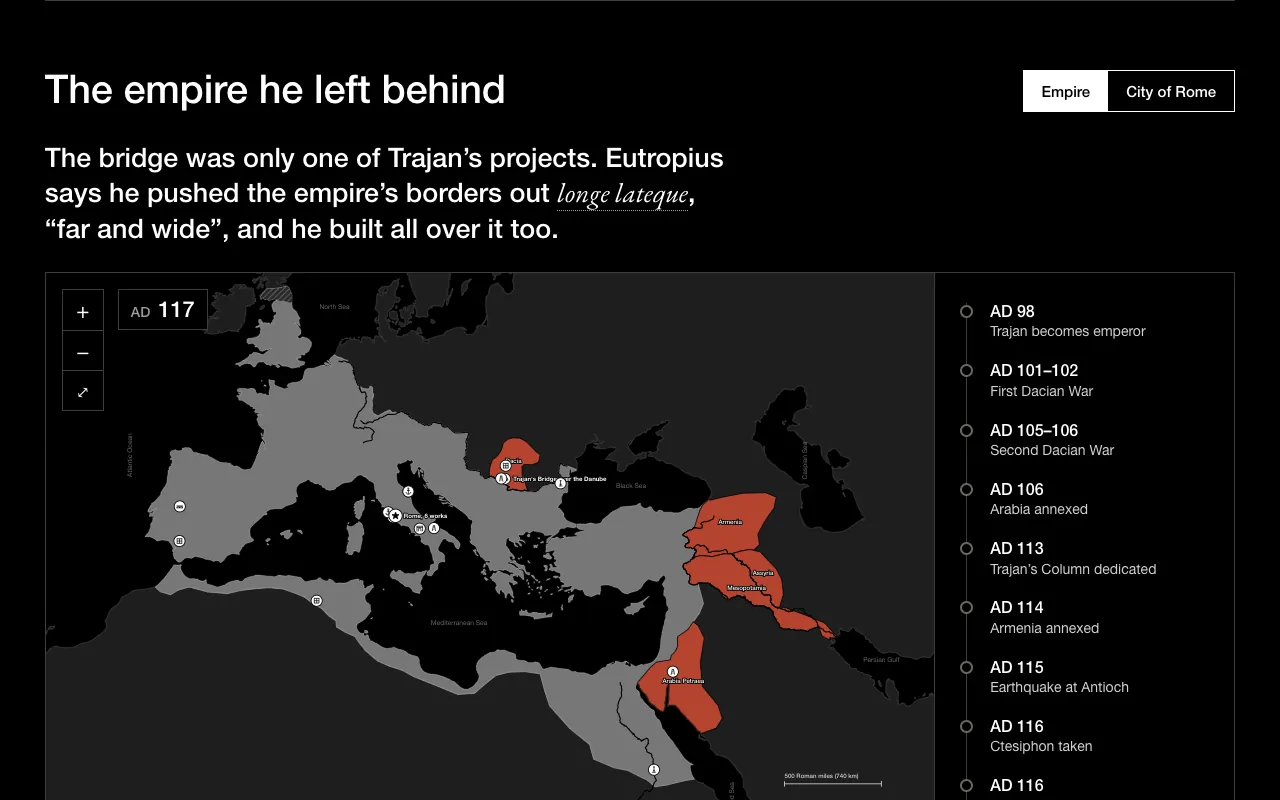 The empire he left behind
Empire
City of Rome
The bridge was only one of Trajan’s projects. Eutropius
says he pushed the empire’s borders out longe lateque,
“far and wide”, and he built all over it too.
+
−
AD 117
North Sea
Atlantic Ocean
Caspian Sea
Dacia
Trajan's Bridge over the Danube
Black Sea
Rome, 6 works
Armenia
Assyria
Mesopotamia
Mediterranean Sea
Persian Gulf
Arabia Petraea
500 Roman miles (740 km)
AD 98
Trajan becomes emperor
AD 101–102
First Dacian War
AD 105–106
Second Dacian War
AD 106
Arabia annexed
AD 113
Trajan’s Column dedicated
AD 114
Armenia annexed
AD 115
Earthquake at Antioch
AD 116
Ctesiphon taken
AD 116